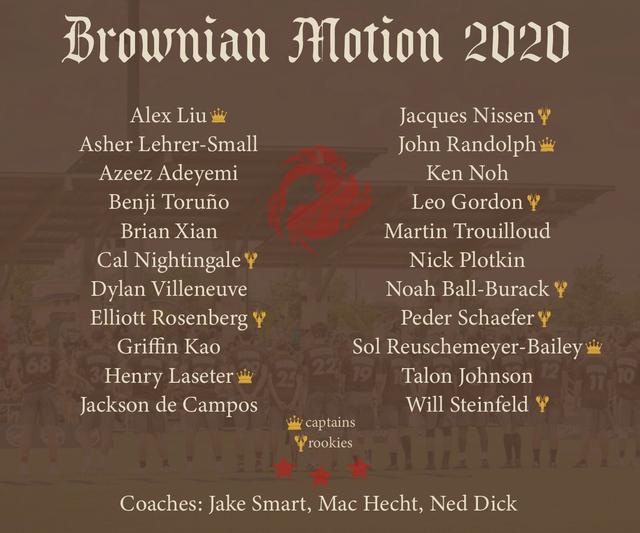 Brownian Motion 2020
Alex Liu
Asher Lehrer-Small
Azeez Adeyemi
Benji Toruño
Brian Xian
Cal Nightingale
Dylan Villeneuve
Elliott Rosenberg
Griffin Kao
Henry Laseter
Jackson de Campos
Jacques Nissen
John Randolph
Ken Noh
Leo Gordon
Martin Trouilloud
Nick Plotkin
Noah Ball-Burack
Peder Schaefer
Sol Reuschemeyer-Bailey
Talon Johnson
Will Steinfeld
captains
rookies
Coaches: Jake Smart, Mac Hecht, Ned Dick